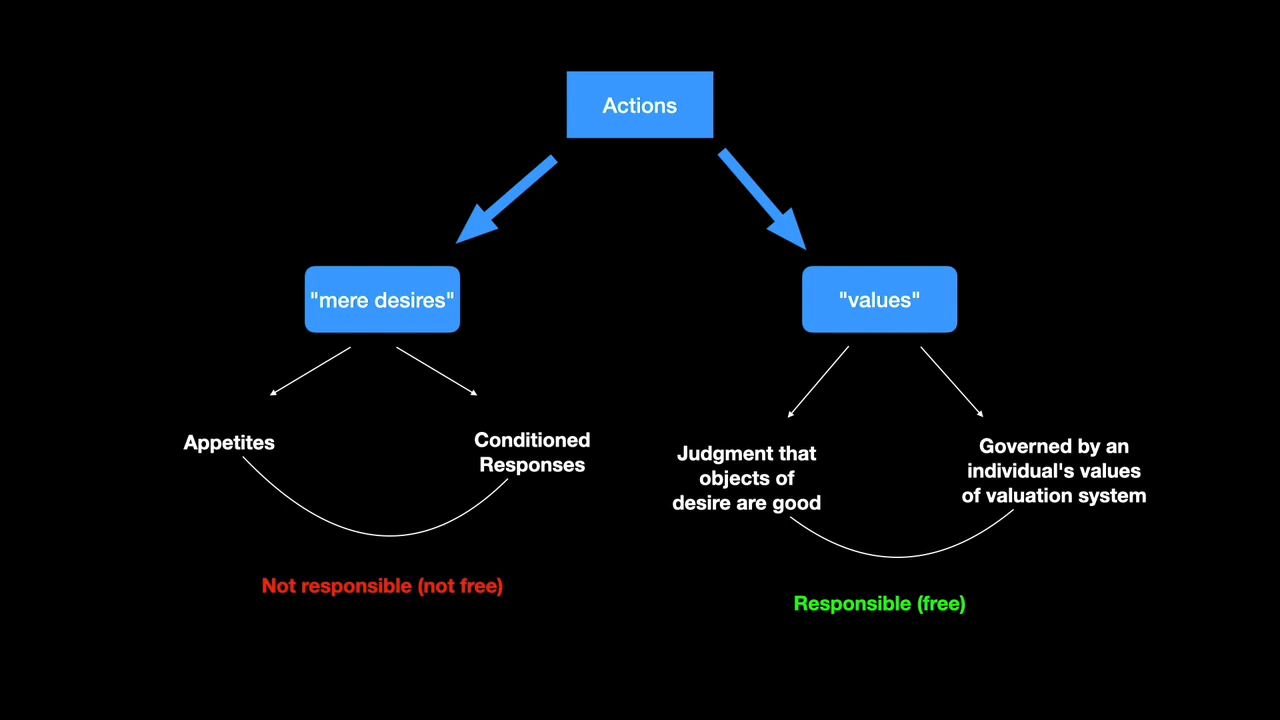 Actions
"mere desires"
"values"
Appetites
Conditioned
Responses
Judgment that
objects of
desire are good
Governed by an
individual's values
of valuation system
Not responsible (not free)
Responsible (free)